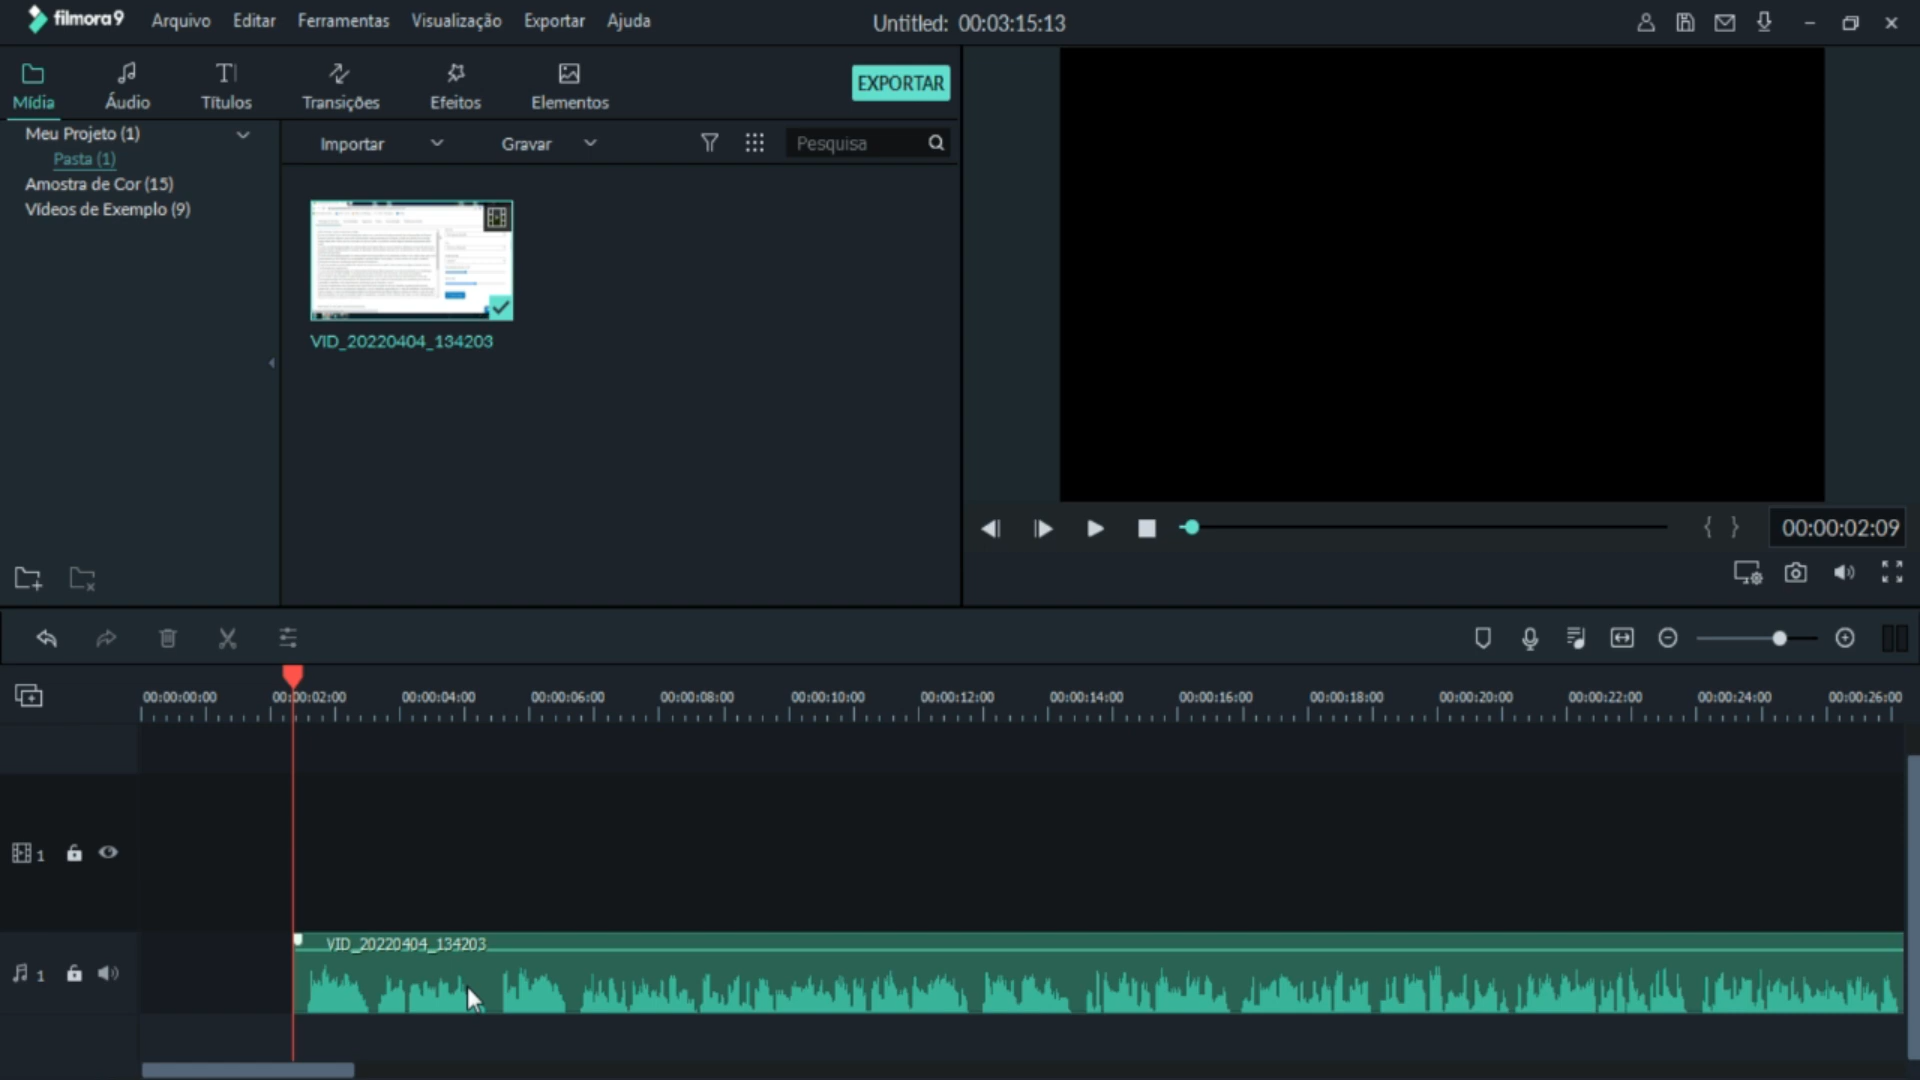 filmora9 Arquivo Editar Ferramentas Visualização Exportar Ajuda
Untitled: 00:03:15:13
Mídia Áudio Títulos Transições Efeitos Elementos
EXPORTAR
Meu Projeto (1)
Pasta (1)
Amostra de Cor (15)
Vídeos de Exemplo (9)
Importar Gravar Pesquisa
VID_20220404_134203
{ } 00:00:02:09
00:00:00:00 00:00:02:00 00:00:04:00 00:00:06:00 00:00:08:00 00:00:10:00 00:00:12:00 00:00:14:00 00:00:16:00 00:00:18:00 00:00:20:00 00:00:22:00 00:00:24:00 00:00:26:00
1
VID_20220404_134203
1